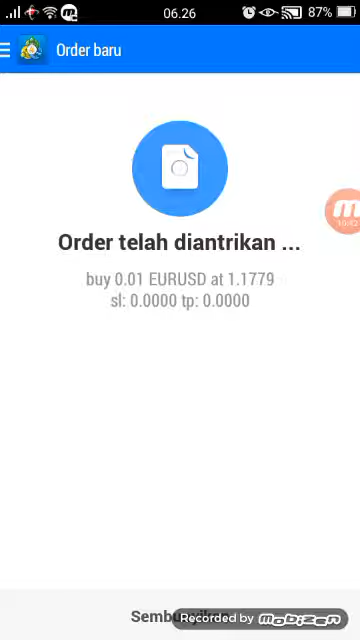 06.26
87%
Order baru
Order telah diantrikan ...
buy 0.01 EURUSD at 1.1779
sl: 0.0000 tp: 0.0000
Recorded by mobizen